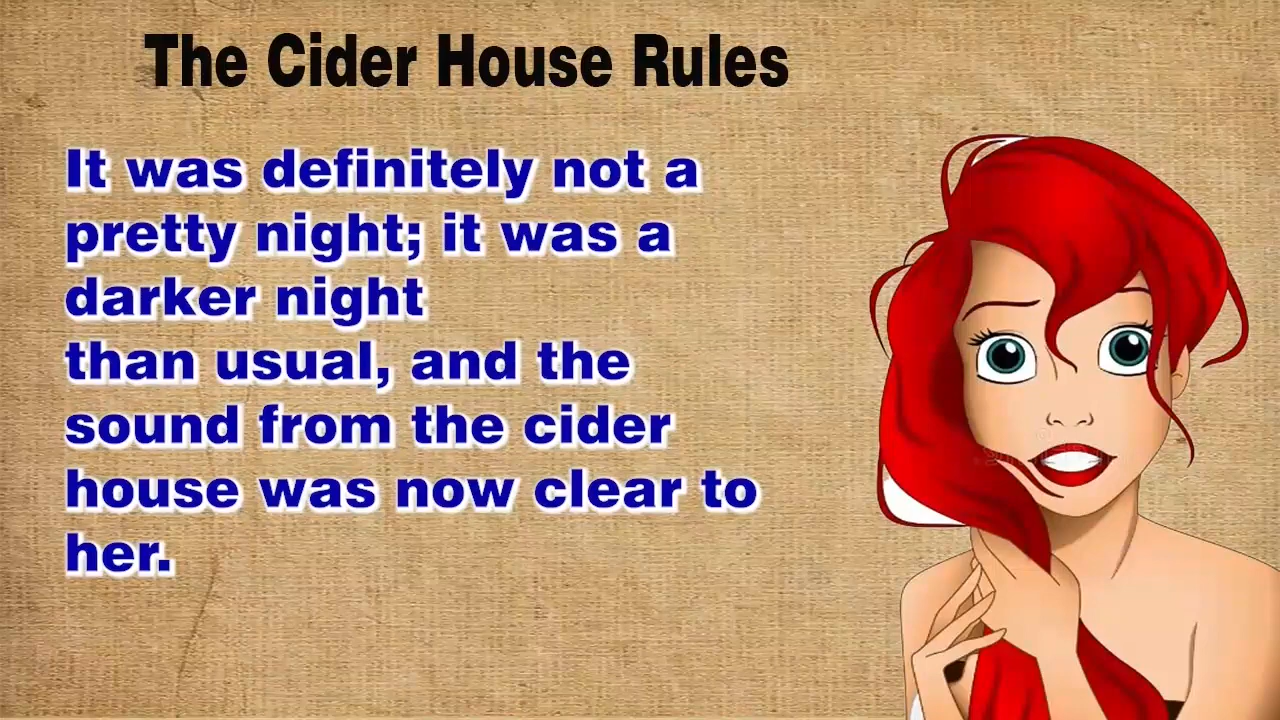 The Cider House Rules
It was definitely not a
pretty night; it was a
darker night
than usual, and the
sound from the cider
house was now clear to
her.